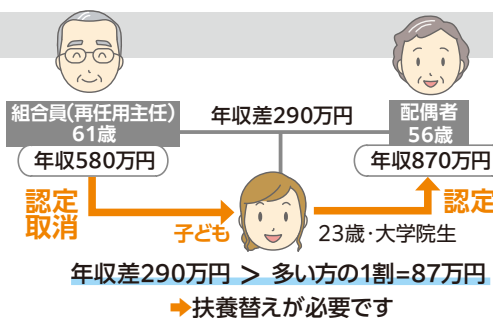 組合員(再任用主任)
61歳
年収580万円
年収差290万円
配偶者
56歳
年収870万円
認定
取消
子ども
23歳･大学院生
認定
年収差290万円 > 多い方の1割=87万円
➡扶養替えが必要です